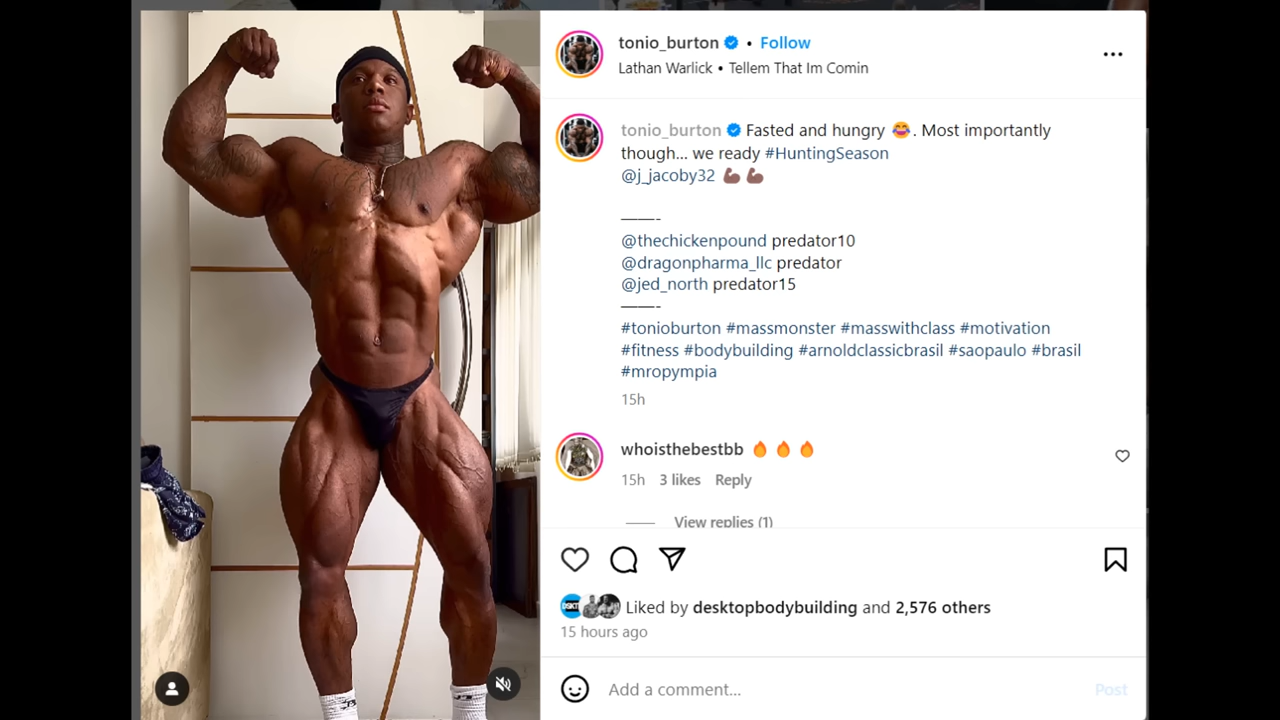 tonio_burton • Follow
Lathan Warlick • Tellem That Im Comin
tonio_burton Fasted and hungry 😂. Most importantly
though... we ready #HuntingSeason
@j_jacoby32 💪🏿 💪🏿
——-
@thechickenpound predator10
@dragonpharma_llc predator
@jed_north predator15
——-
#tonioburton #massmonster #masswithclass #motivation
#fitness #bodybuilding #arnoldclassicbrasil #saopaulo #brasil
#mropympia
15h
whoisthebestbb 🔥 🔥 🔥
15h 3 likes Reply
View replies (1)
Liked by desktopbodybuilding and 2,576 others
15 hours ago
Add a comment...
Post